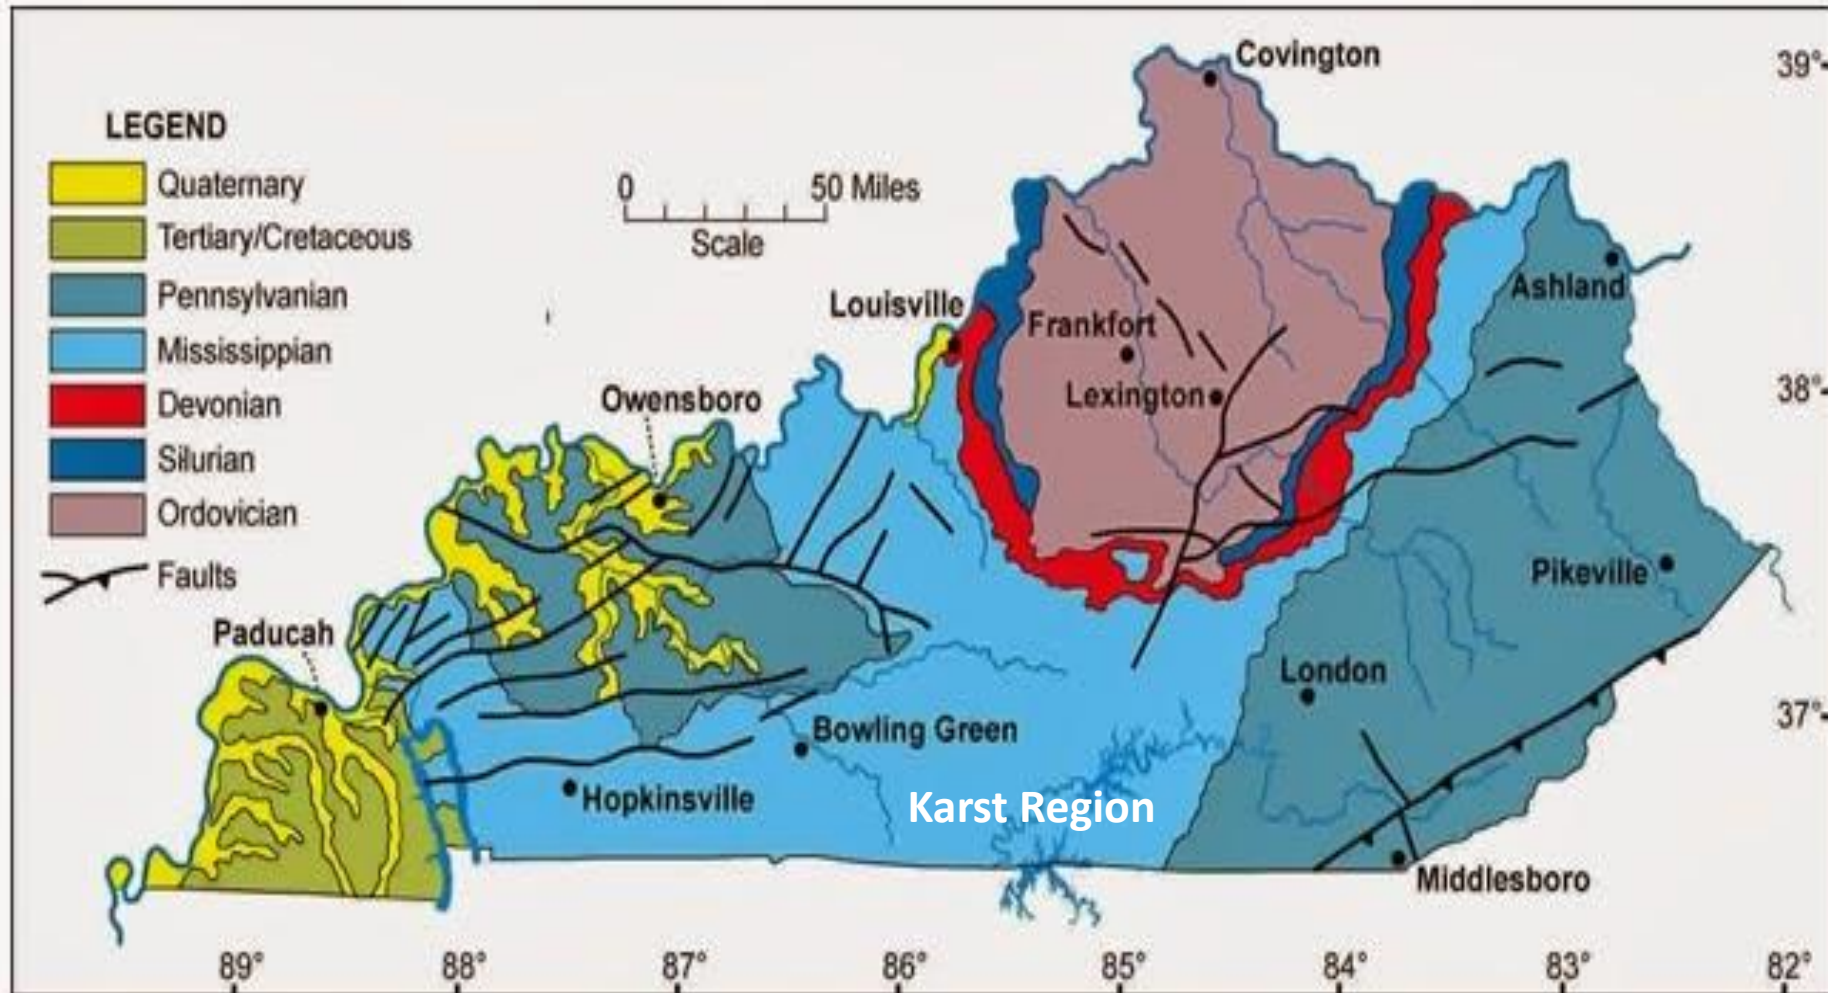 Covington
39°
LEGEND
Quaternary
0 50 Miles
Scale
Tertiary/Cretaceous
Ashland
Pennsylvanian
Louisville
Frankfort
Mississippian
Lexington
38°
Devonian
Owensboro
Silurian
Ordovician
Faults
Pikeville
Paducah
London
37°
Bowling Green
Hopkinsville
Karst Region
Middlesboro
89° 88° 87° 86° 85° 84° 83° 82°